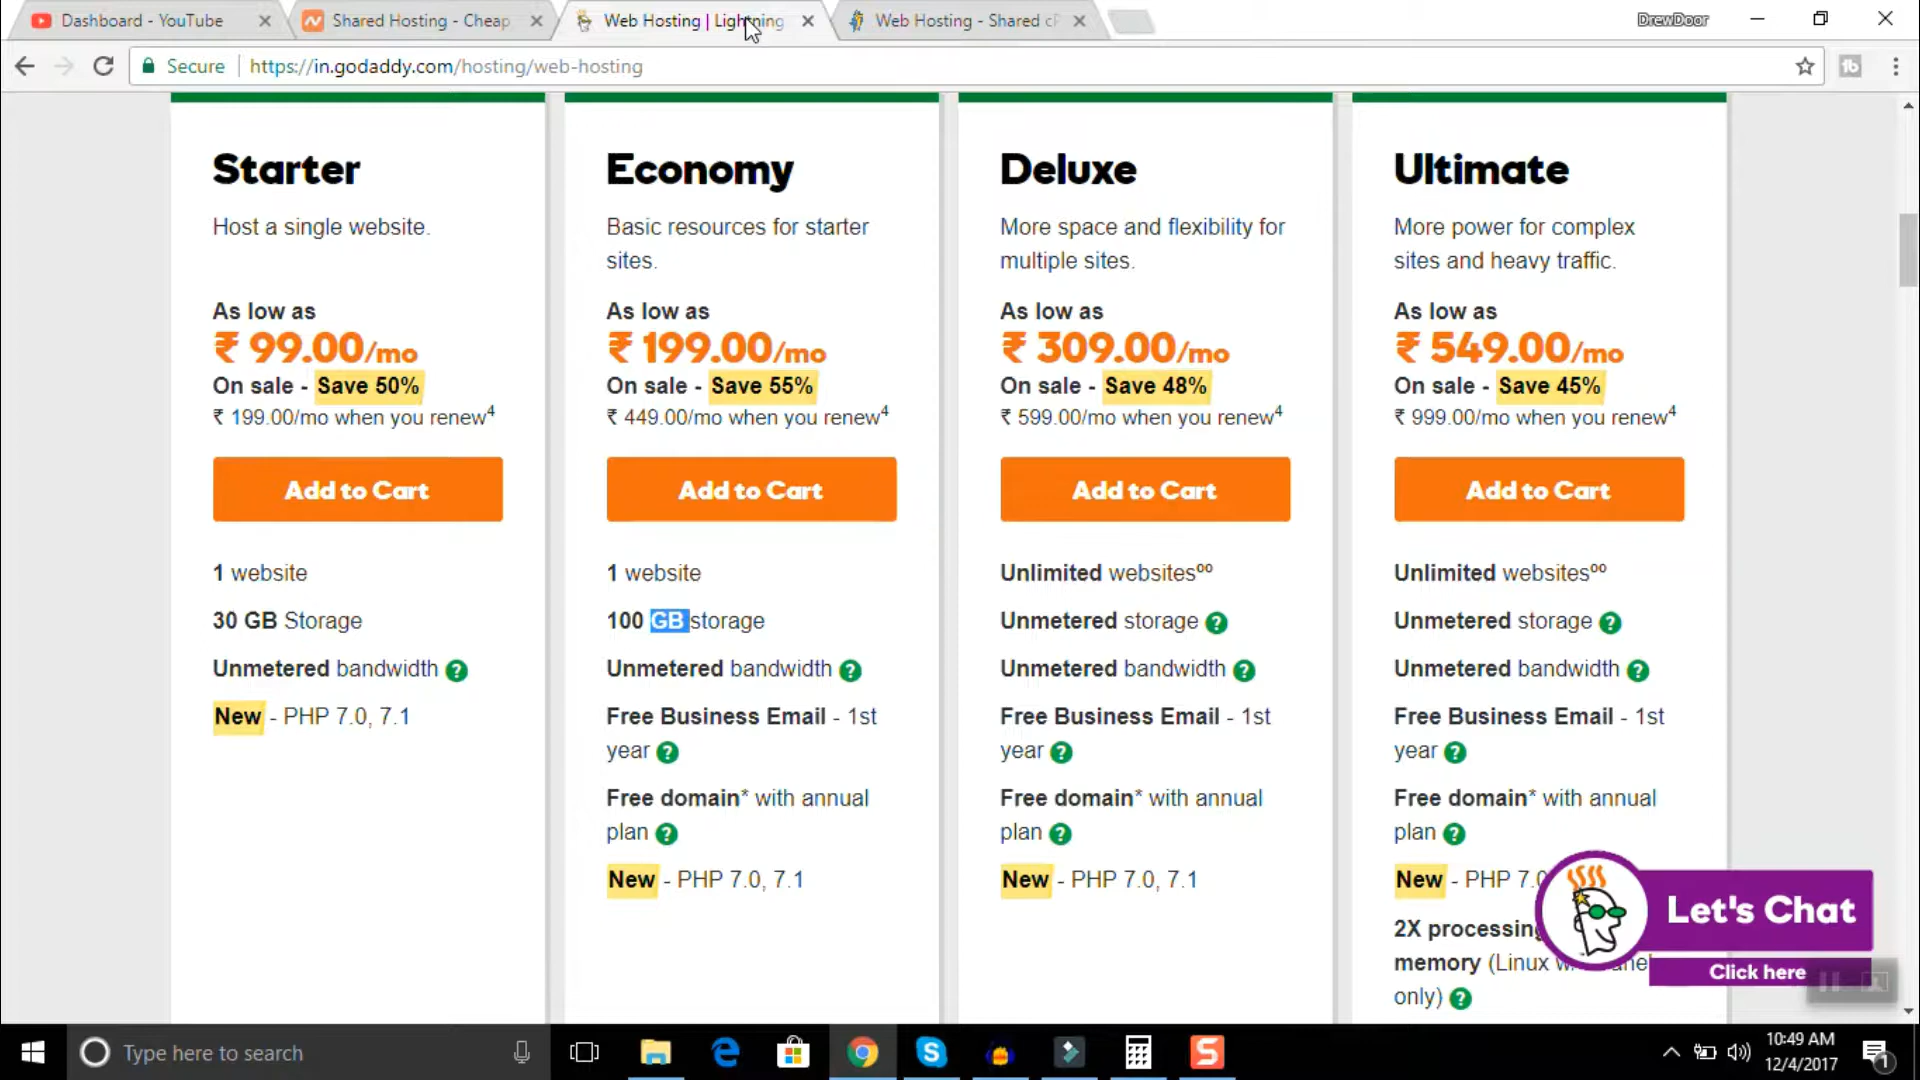 Dashboard - YouTube
Shared Hosting - Cheap
Web Hosting | Lightning
Web Hosting - Shared cP
DrewDoor
Secure
https://in.godaddy.com/hosting/web-hosting
Starter
Host a single website.
As low as
₹ 99.00/mo
On sale - Save 50%
₹ 199.00/mo when you renew4
Add to Cart
1 website
30 GB Storage
Unmetered bandwidth ?
New - PHP 7.0, 7.1
Economy
Basic resources for starter
sites.
As low as
₹ 199.00/mo
On sale - Save 55%
₹ 449.00/mo when you renew4
Add to Cart
1 website
100 GB storage
Unmetered bandwidth ?
Free Business Email - 1st
year ?
Free domain* with annual
plan ?
New - PHP 7.0, 7.1
Deluxe
More space and flexibility for
multiple sites.
As low as
₹ 309.00/mo
On sale - Save 48%
₹ 599.00/mo when you renew4
Add to Cart
Unlimited websites°°
Unmetered storage ?
Unmetered bandwidth ?
Free Business Email - 1st
year ?
Free domain* with annual
plan ?
New - PHP 7.0, 7.1
Ultimate
More power for complex
sites and heavy traffic.
As low as
₹ 549.00/mo
On sale - Save 45%
₹ 999.00/mo when you renew4
Add to Cart
Unlimited websites°°
Unmetered storage ?
Unmetered bandwidth ?
Free Business Email - 1st
year ?
Free domain* with annual
plan ?
New - PHP 7.0
2X processing
memory (Linux
only) ?
Let's Chat
Click here
Type here to search
10:49 AM
12/4/2017
1